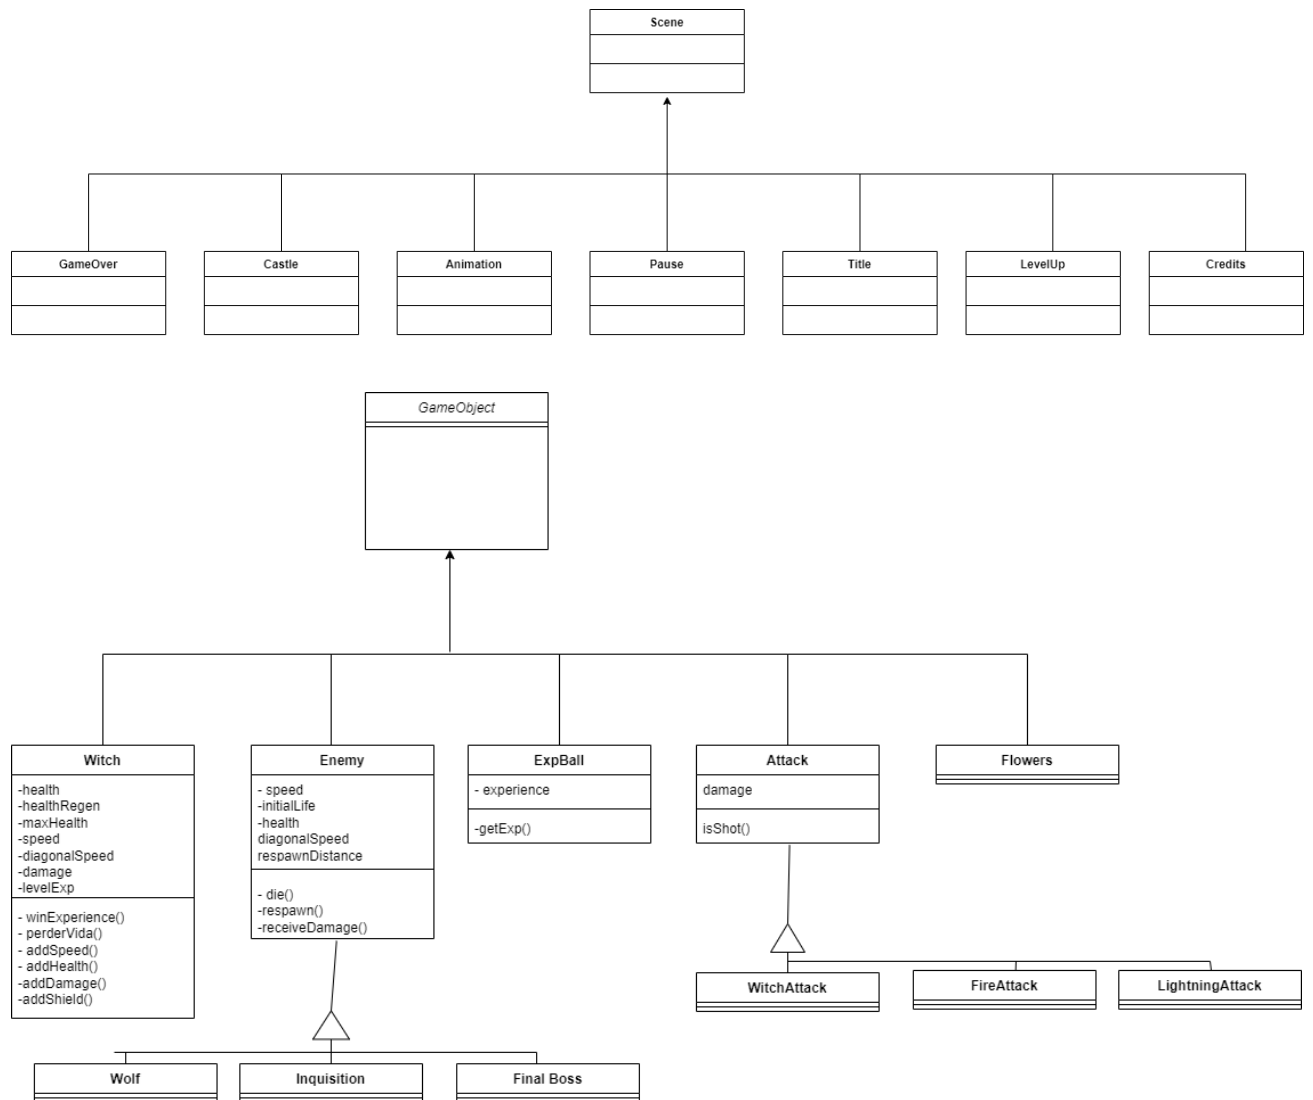 Scene
GameOver
Castle
Animation
Pause
Title
LevelUp
Credits
GameObject
Witch
-health
-healthRegen
-maxHealth
-speed
-diagonalSpeed
-damage
-levelExp
- winExperience()
- perderVida()
- addSpeed()
- addHealth()
-addDamage()
-addShield()
Enemy
- speed
-initialLife
-health
diagonalSpeed
respawnDistance
- die()
-respawn()
-receiveDamage()
ExpBall
- experience
-getExp()
Attack
damage
isShot()
Flowers
WitchAttack
FireAttack
LightningAttack
Wolf
Inquisition
Final Boss